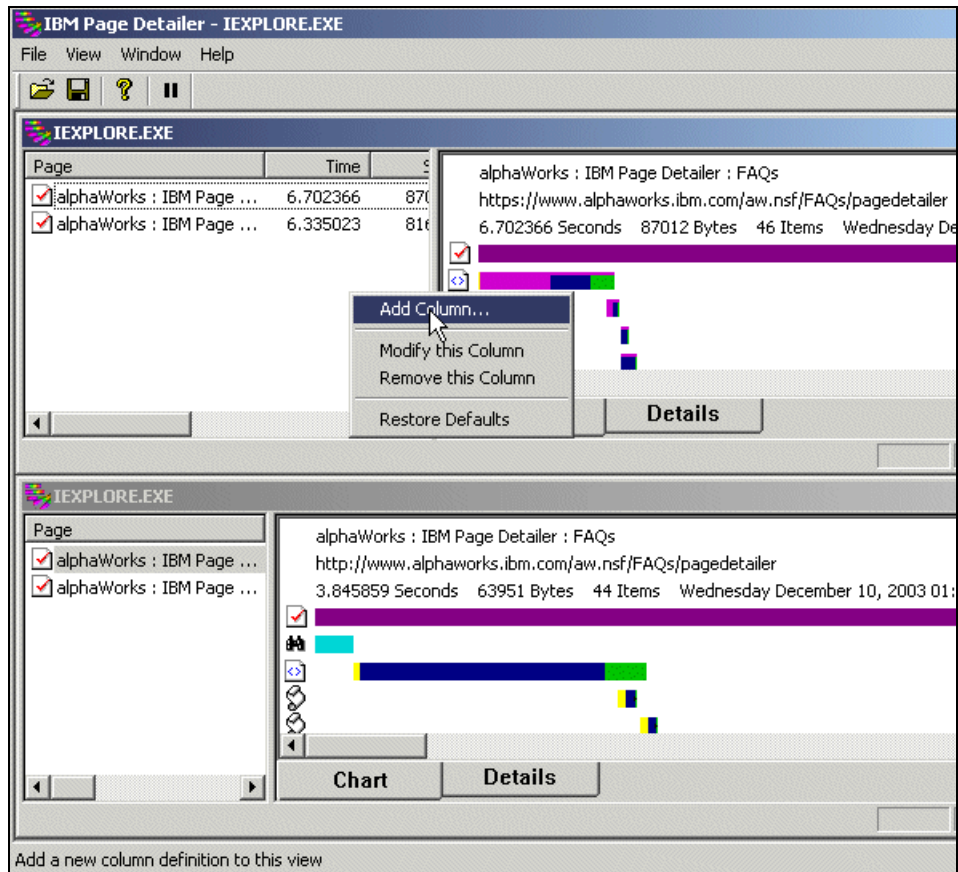 IBM Page Detailer - IEXPLORE.EXE
File View Window Help
IEXPLORE.EXE
Page Time
alphaWorks : IBM Page ... 6.702366 870
alphaWorks : IBM Page ... 6.335023 816
alphaWorks : IBM Page Detailer : FAQs
https://www.alphaworks.ibm.com/aw.nsf/FAQs/pagedetailer
6.702366 Seconds 87012 Bytes 46 Items Wednesday De
Add Column...
Modify this Column
Remove this Column
Restore Defaults
Details
IEXPLORE.EXE
Page
alphaWorks : IBM Page ...
alphaWorks : IBM Page ...
alphaWorks : IBM Page Detailer : FAQs
http://www.alphaworks.ibm.com/aw.nsf/FAQs/pagedetailer
3.845859 Seconds 63951 Bytes 44 Items Wednesday December 10, 2003 01:
Chart Details
Add a new column definition to this view